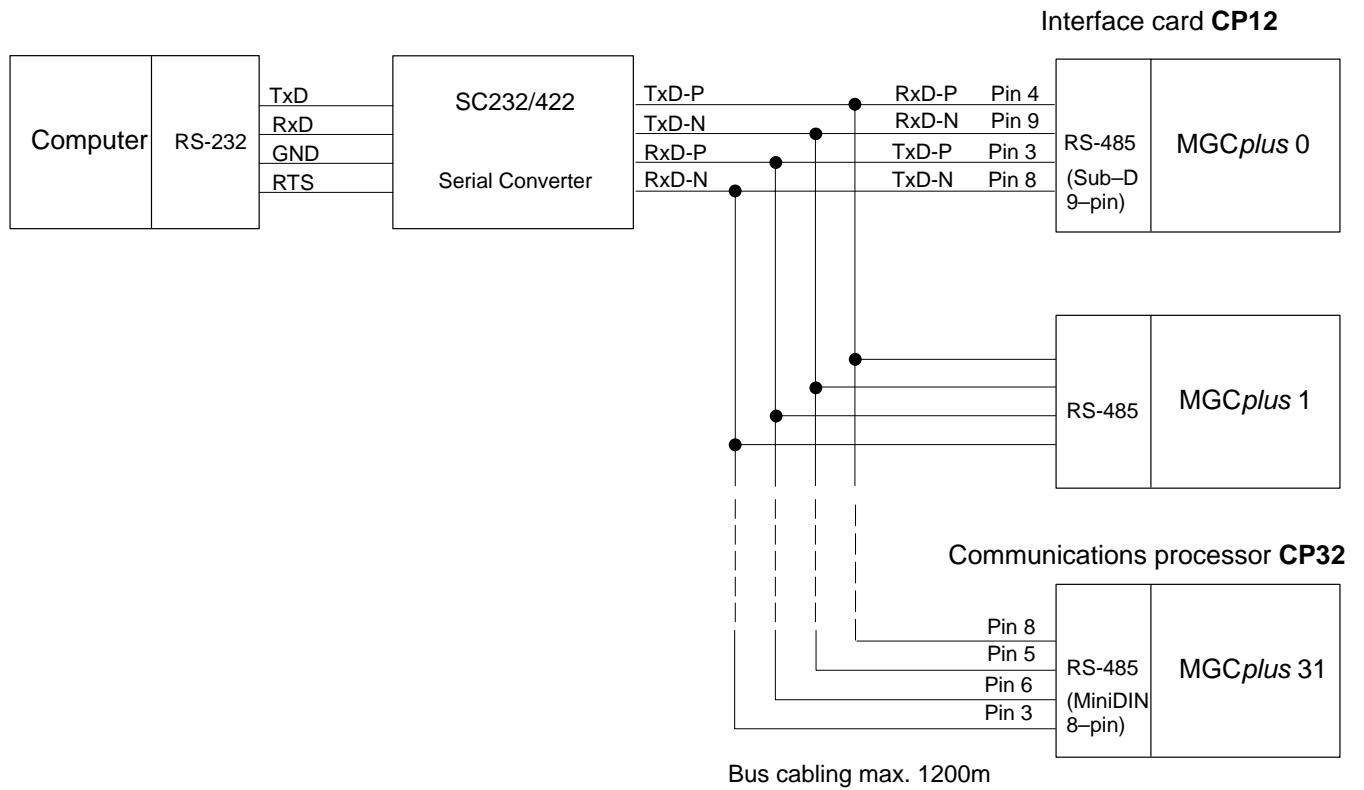 Interface card CP12
Computer
RS-232
TxD
RxD
GND
RTS
SC232/422
Serial Converter
TxD-P
TxD-N
RxD-P
RxD-N
RxD-P Pin 4
RxD-N Pin 9
TxD-P Pin 3
TxD-N Pin 8
RS-485
(Sub–D
9–pin)
MGCplus 0
RS-485
MGCplus 1
Communications processor CP32
Pin 8
Pin 5
Pin 6
Pin 3
RS-485
(MiniDIN
8–pin)
MGCplus 31
Bus cabling max. 1200m